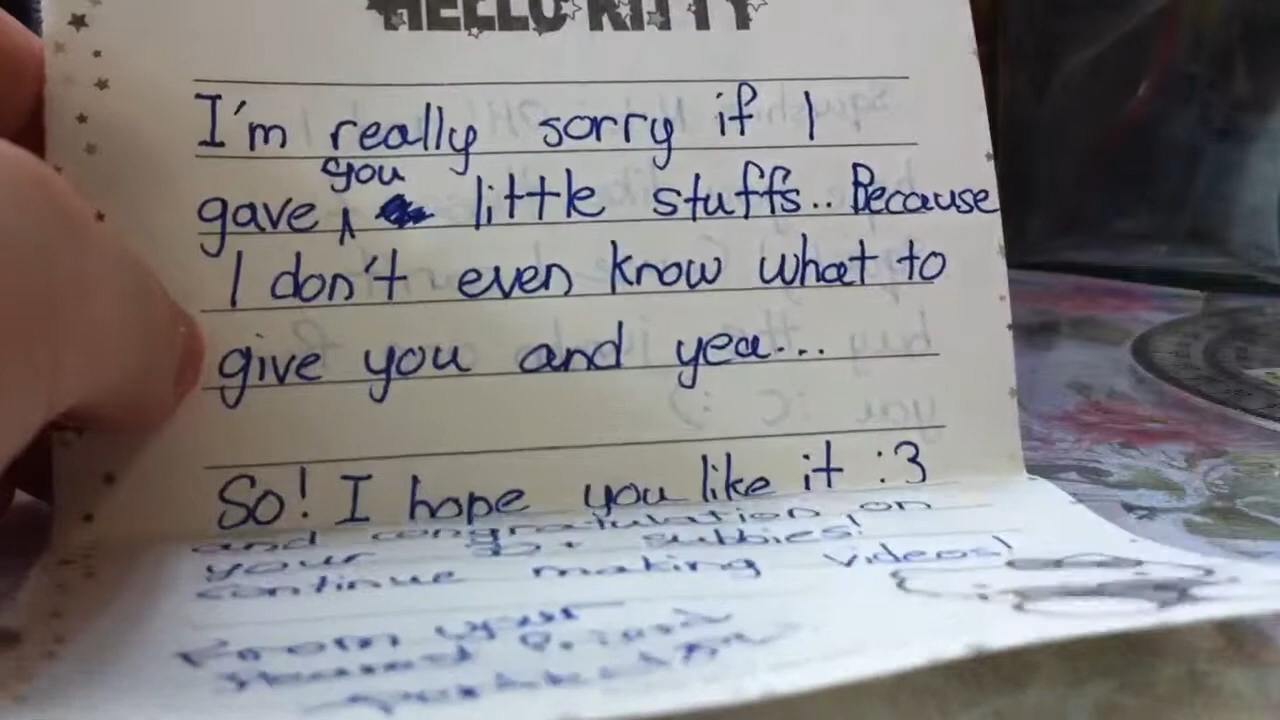 HELLO KITTY
I'm really sorry if I
gave you little stuffs.. Because
I don't even know what to
give you and yea...
So! I hope you like it :3
and congratulation on
your subbies!
continue making videos!
From your